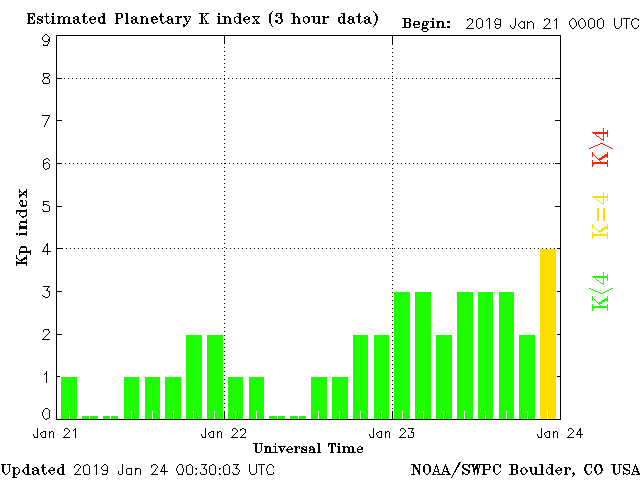 Estimated Planetary K index (3 hour data) Begin: 2019 Jan 21 0000 UTC
9
8
7
6
5
4
3
2
1
0
Kp index
K>4
K=4
K<4
Jan 21 Jan 22 Jan 23 Jan 24
Universal Time
Updated 2019 Jan 24 00:30:03 UTC NOAA/SWPC Boulder, CO USA